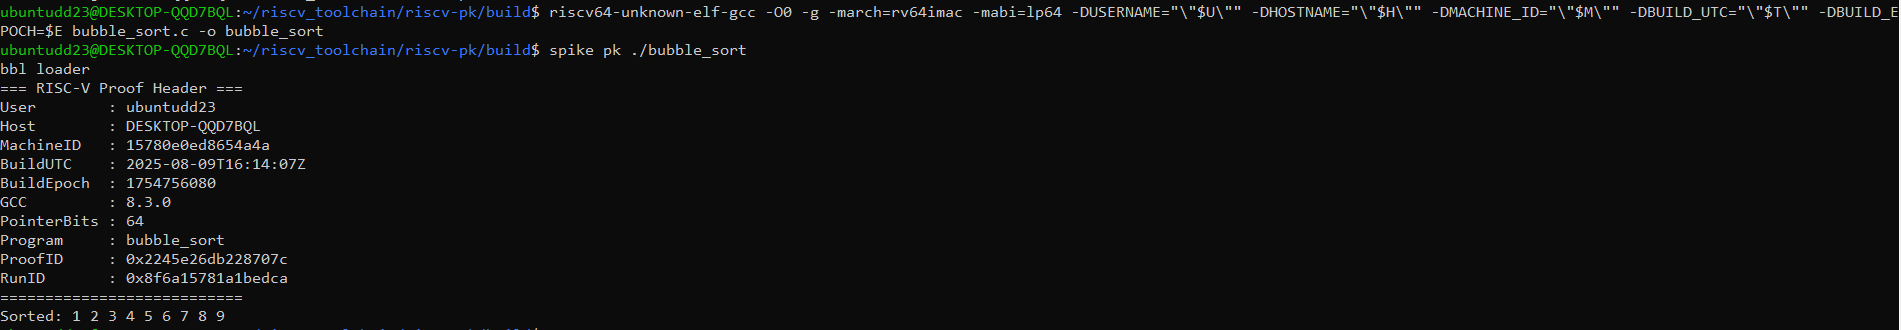 ubuntudd23@DESKTOP-QQD7BQL:~/riscv_toolchain/riscv-pk/build$ riscv64-unknown-elf-gcc -O0 -g -march=rv64imac -mabi=lp64 -DUSERNAME="\"$U\"" -DHOSTNAME="\"$H\"" -DMACHINE_ID="\"$M\"" -DBUILD_UTC="\"$T\"" -DBUILD_E
POCH=$E bubble_sort.c -o bubble_sort
ubuntudd23@DESKTOP-QQD7BQL:~/riscv_toolchain/riscv-pk/build$ spike pk ./bubble_sort
bbl loader
=== RISC-V Proof Header ===
User        : ubuntudd23
Host        : DESKTOP-QQD7BQL
MachineID   : 15780e0ed8654a4a
BuildUTC    : 2025-08-09T16:14:07Z
BuildEpoch  : 1754756080
GCC         : 8.3.0
PointerBits : 64
Program     : bubble_sort
ProofID     : 0x2245e26db228707c
RunID       : 0x8f6a15781a1bedca
===========================
Sorted: 1 2 3 4 5 6 7 8 9